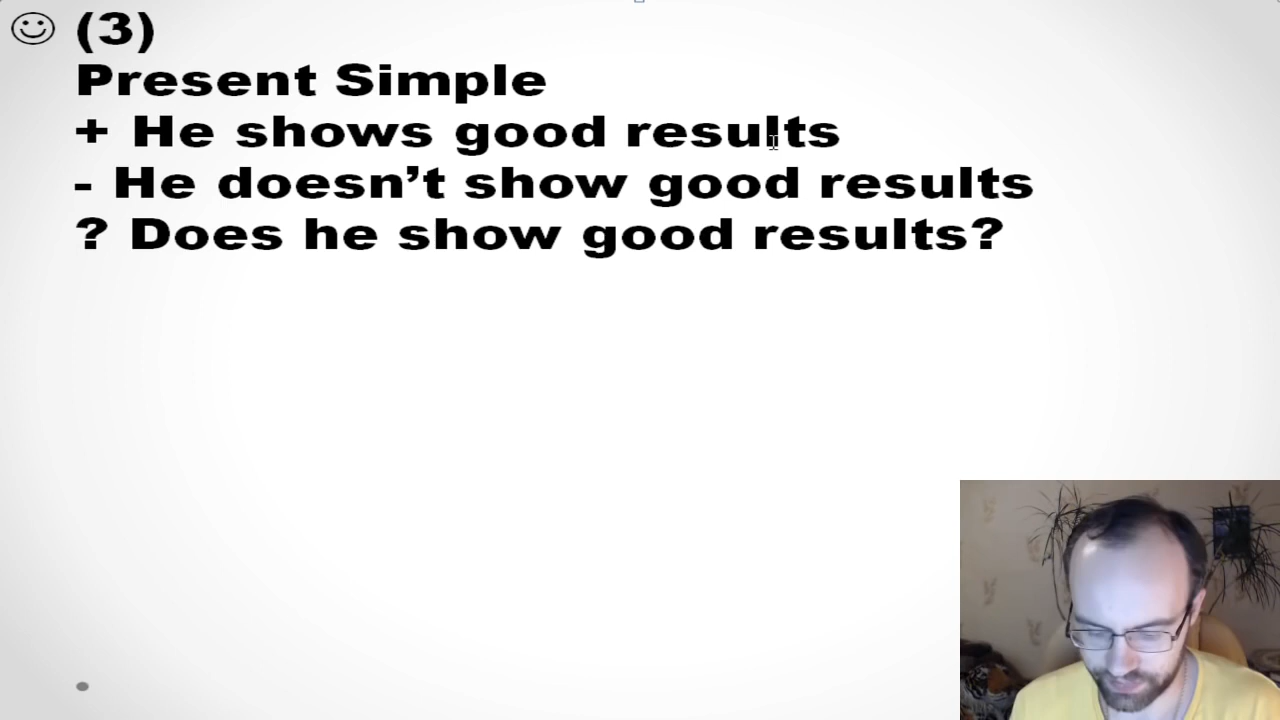 (3)
Present Simple
+ He shows good results
- He doesn’t show good results
? Does he show good results?